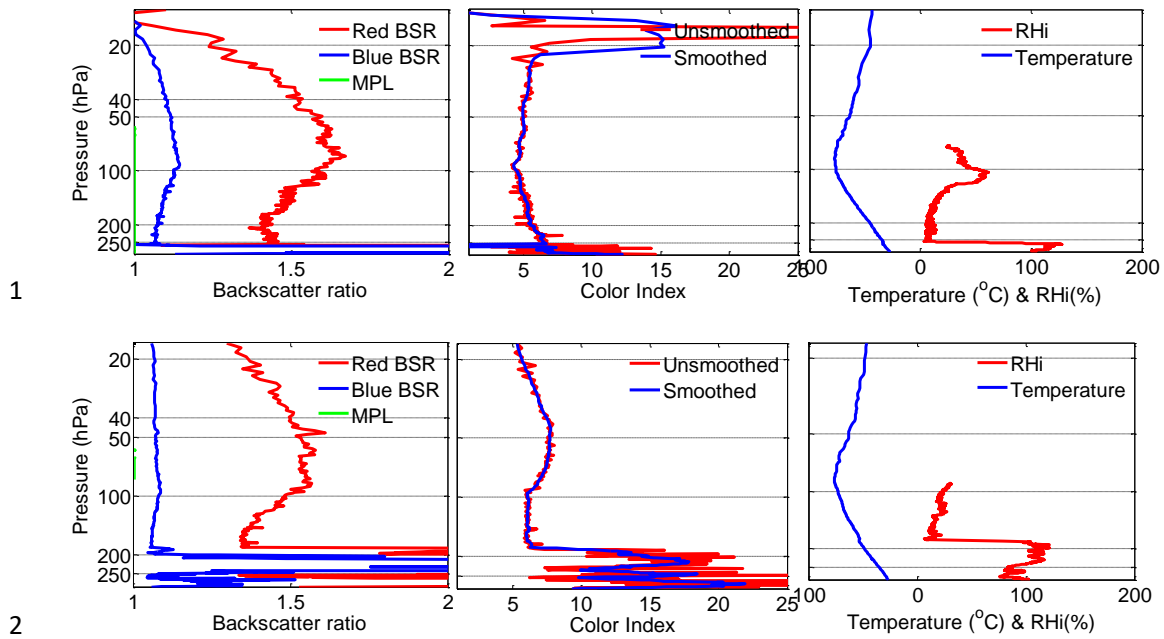 Pressure (hPa)
20
40
50
100
200
250
Red BSR
Blue BSR
MPL
1
1.5
2
Backscatter ratio
Unsmoothed
Smoothed
5
10
15
20
25
Color Index
RHi
Temperature
100
0
100
200
Temperature (°C) & RHi(%)
1
Pressure (hPa)
20
40
50
100
200
250
Red BSR
Blue BSR
MPL
1
1.5
2
Backscatter ratio
Unsmoothed
Smoothed
5
10
15
20
25
Color Index
RHi
Temperature
00
0
100
200
Temperature (°C) & RHi(%)
2